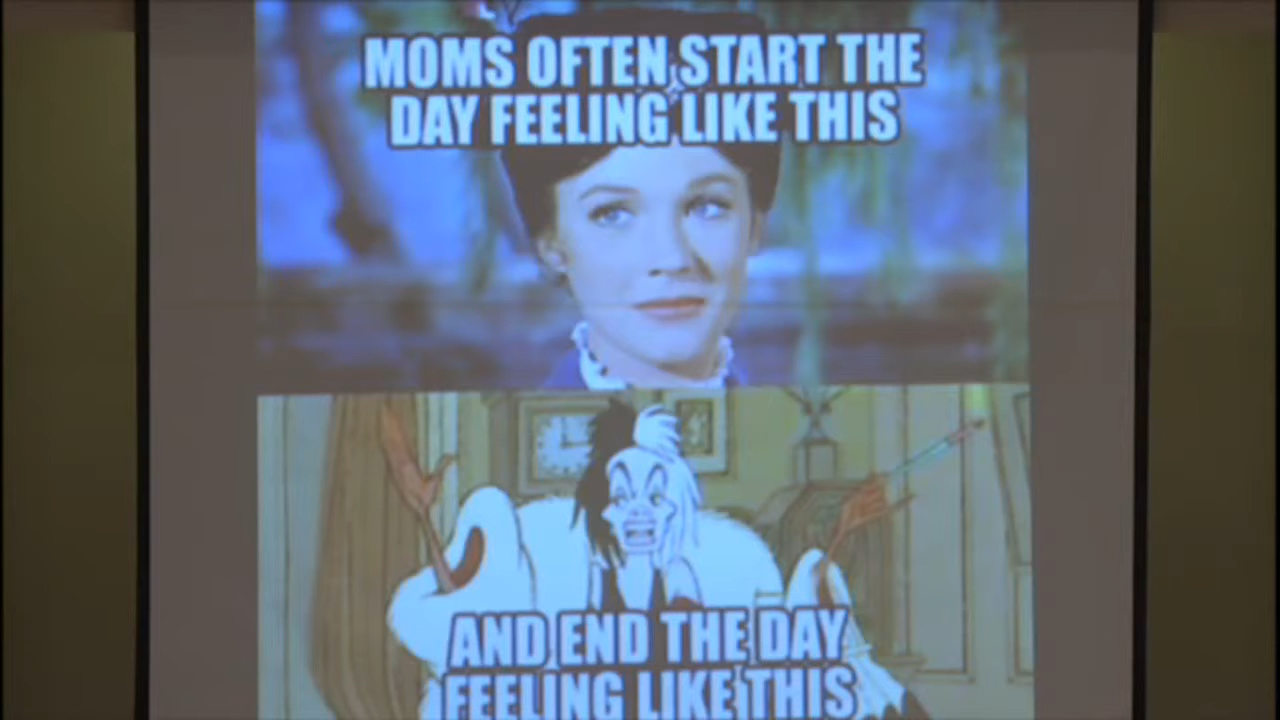 MOMS OFTEN START THE
DAY FEELING LIKE THIS
AND END THE DAY
FEELING LIKE THIS